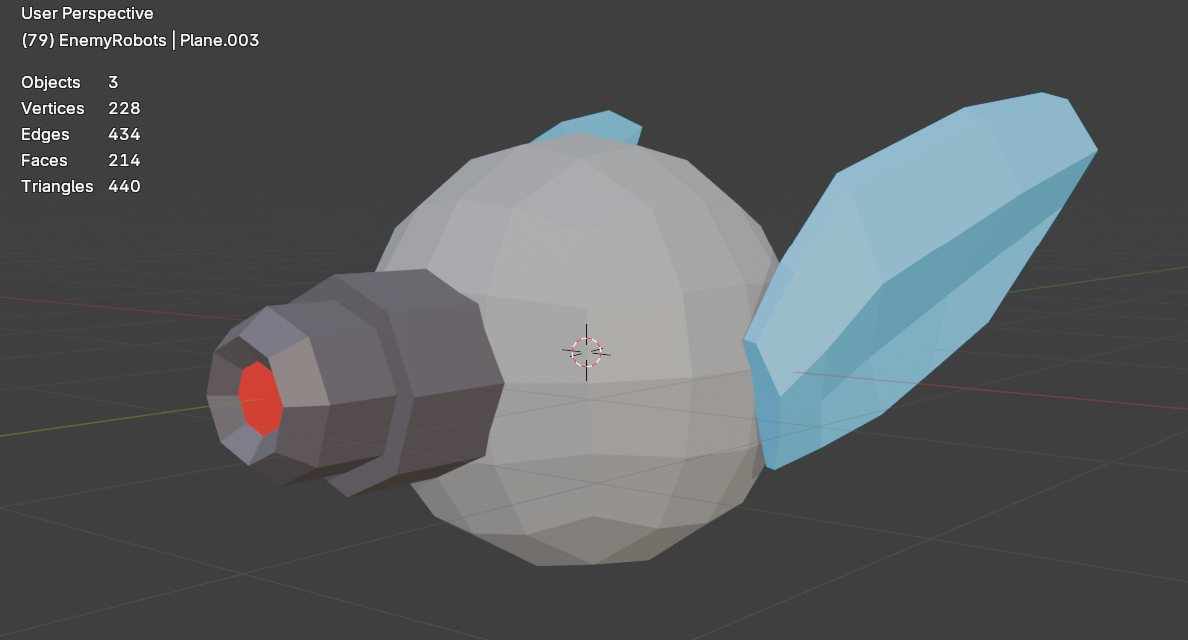 User Perspective
(79) EnemyRobots | Plane.003
Objects 3
Vertices 228
Edges 434
Faces 214
Triangles 440